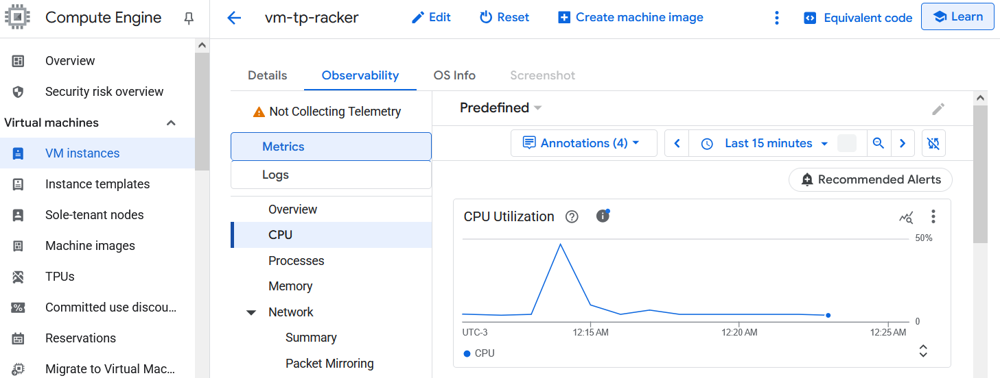 Compute Engine
vm-tp-racker
Edit
Reset
Create machine image
Equivalent code
Learn
Overview
Security risk overview
Virtual machines
VM instances
Instance templates
Sole-tenant nodes
Machine images
TPUs
Committed use discou...
Reservations
Migrate to Virtual Mac...
Details
Observability
OS Info
Screenshot
Not Collecting Telemetry
Metrics
Logs
Overview
CPU
Processes
Memory
Network
Summary
Packet Mirroring
Predefined
Annotations (4)
Last 15 minutes
Recommended Alerts
CPU Utilization
50%
0
UTC-3
12:15 AM
12:20 AM
12:25 AM
CPU